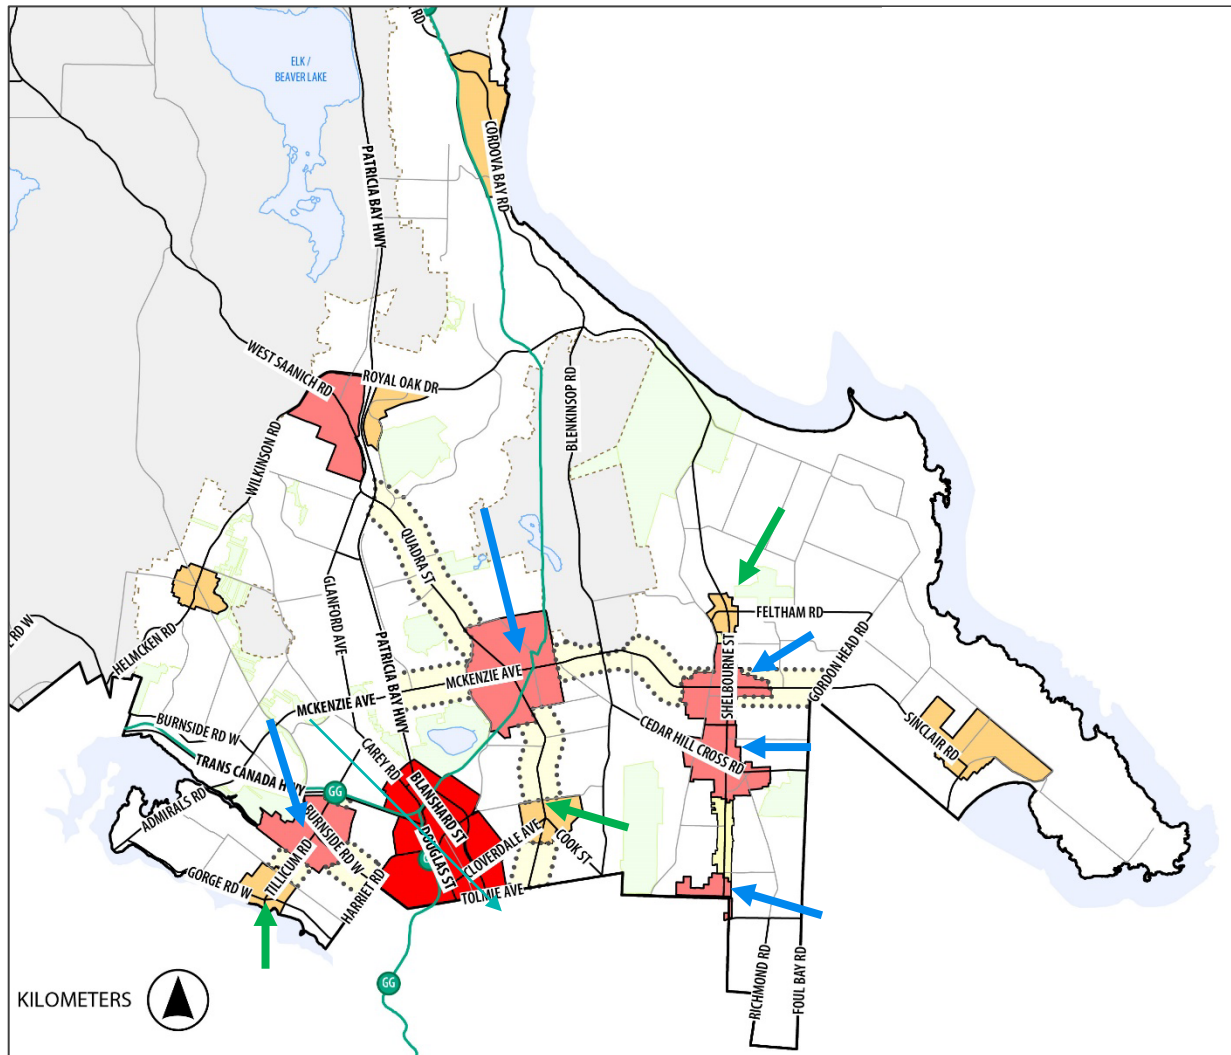 RD
ELK /
BEAVER LAKE
CORDOVA BAY RD
PATRICIA BAY HWY
WEST SAANICH RD
ROYAL OAK DR
BLENKINSOP RD
WILKINSON RD
QUADRA ST
GLANFORD AVE
FELTHAM RD
E RD W
HELMCKEN RD
PATRICIA BAY HWY
SHELBOURNE ST
GORDON HEAD RD
MCKENZIE AVE
MCKENZIE AVE
BURNSIDE RD W
CAREY RD
CEDAR HILL CROSS RD
SINCLAIR RD
TRANS CANADA HWY
BLANSHARD ST
GG
ADMIRALS RD
BURNSIDE RD W
DOUGLAS ST
CLOVERDALE AVE
COOK ST
TILLICUM RD
GORGE RD W
HARRIET RD
TOLMIE AVE
RICHMOND RD
FOUL BAY RD
GG
KILOMETERS